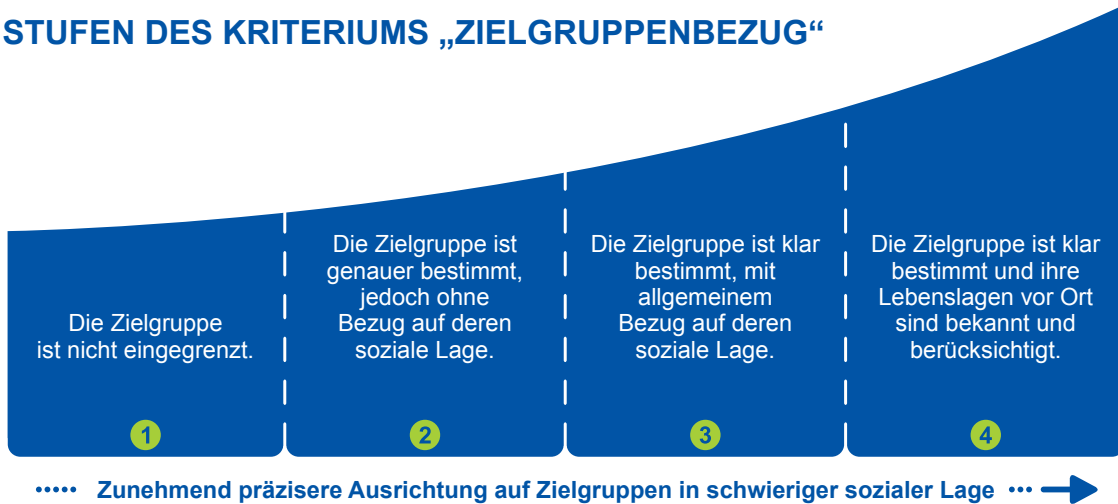 STUFEN DES KRITERIUMS „ZIELGRUPPENBEZUG“
Die Zielgruppe
ist nicht eingegrenzt.
1
Die Zielgruppe ist
genauer bestimmt,
jedoch ohne
Bezug auf deren
soziale Lage.
2
Die Zielgruppe ist klar
bestimmt, mit
allgemeinem
Bezug auf deren
soziale Lage.
3
Die Zielgruppe ist klar
bestimmt und ihre
Lebenslagen vor Ort
sind bekannt und
berücksichtigt.
4
Zunehmend präzisere Ausrichtung auf Zielgruppen in schwieriger sozialer Lage